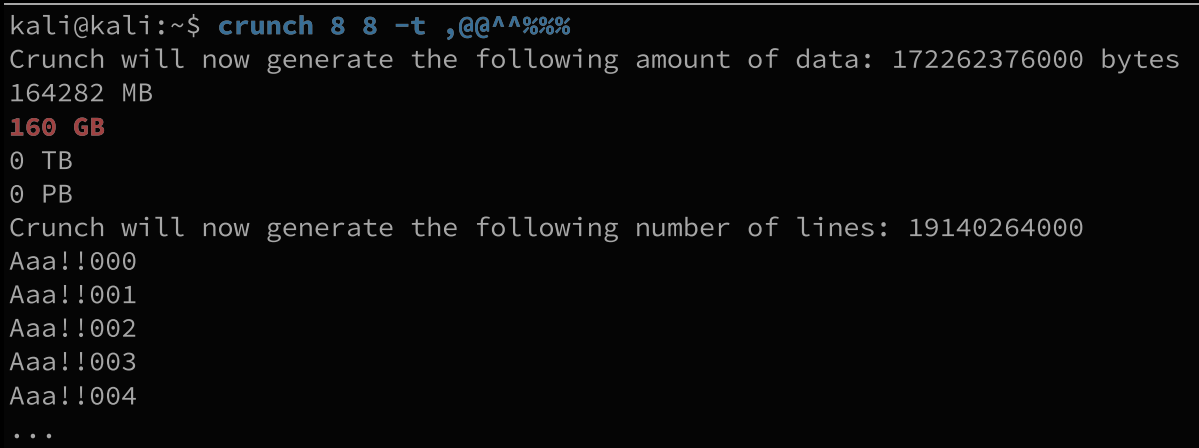 kali@kali:~$ crunch 8 8 -t ,@@^^%%%
Crunch will now generate the following amount of data: 172262376000 bytes
164282 MB
160 GB
0 TB
0 PB
Crunch will now generate the following number of lines: 19140264000
Aaa!!000
Aaa!!001
Aaa!!002
Aaa!!003
Aaa!!004
...